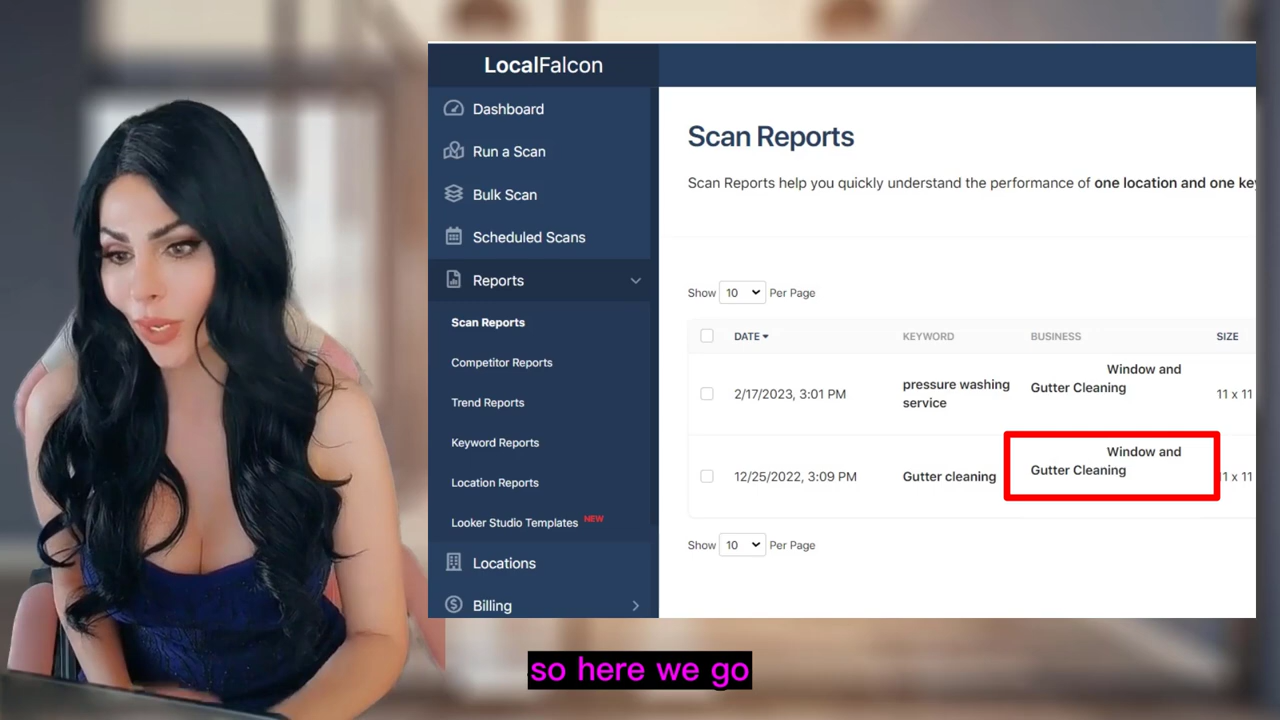 LocalFalcon
Dashboard
Run a Scan
Bulk Scan
Scheduled Scans
Reports
Scan Reports
Competitor Reports
Trend Reports
Keyword Reports
Location Reports
Looker Studio Templates NEW
Locations
Billing
Scan Reports
Scan Reports help you quickly understand the performance of one location and one
Show 10 Per Page
DATE KEYWORD BUSINESS SIZE
2/17/2023, 3:01 PM pressure washing service Window and Gutter Cleaning 11 x 11
12/25/2022, 3:09 PM Gutter cleaning Window and Gutter Cleaning 11 x 11
Show 10 Per Page
so here we go